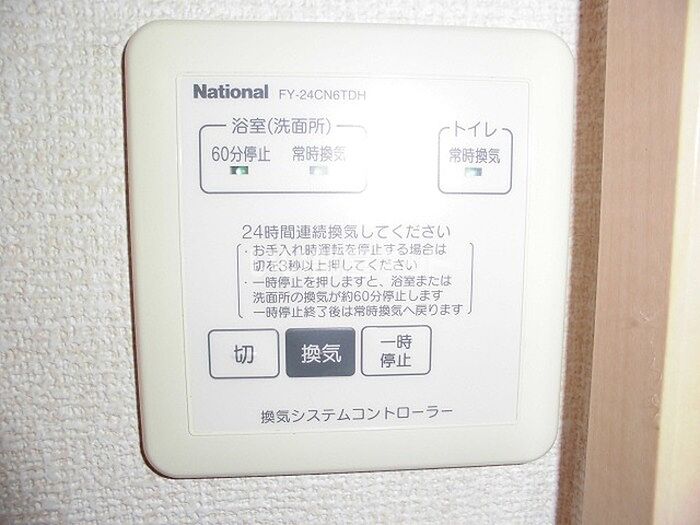 National FY-24CN6TDH
浴室(洗面所)
トイレ
60分停止 常時換気
常時換気
24時間連続換気してください
・お手入れ時運転を停止する場合は
切を3秒以上押してください
・一時停止を押しますと、浴室または
洗面所の換気が約60分停止します
一時停止終了後は常時換気へ戻ります
切
換気
一時
停止
換気システムコントローラー